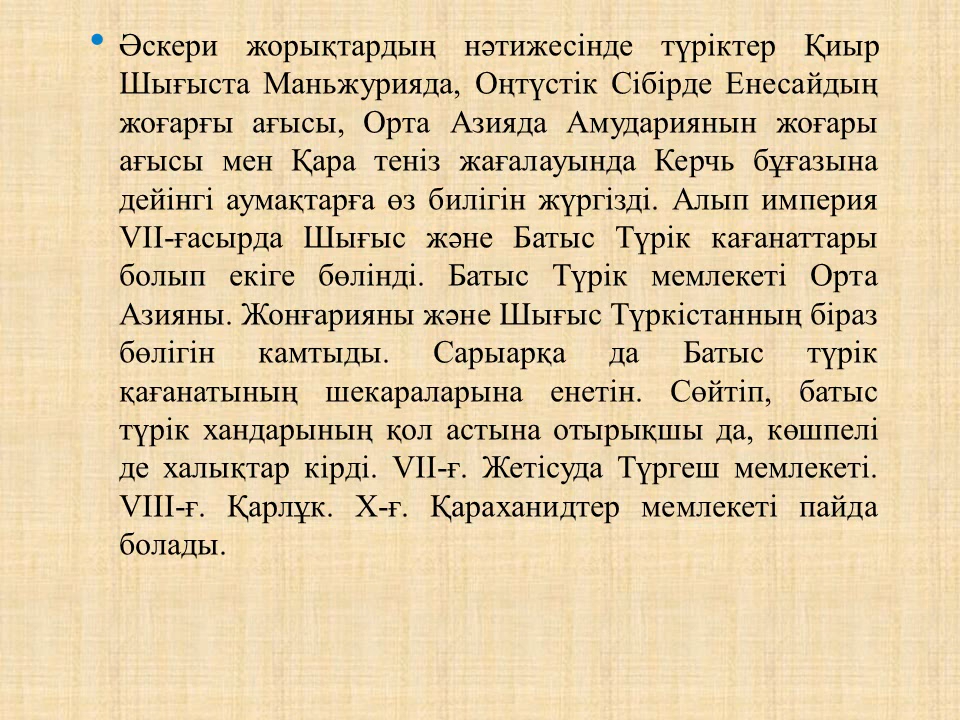 Әскери жорықтардың нәтижесінде түріктер Қиыр
Шығыста Маньжурияда, Оңтүстік Сібірде Енесайдың
жоғарғы ағысы, Орта Азияда Амудариянын жоғары
ағысы мен Қара теніз жағалауында Керчь бұғазына
дейінгі аумақтарға өз билігін жүргізді. Алып империя
VII-ғасырда Шығыс және Батыс Түрік кағанаттары
болып екіге бөлінді. Батыс Түрік мемлекеті Орта
Азияны. Жонғарияны және Шығыс Түркістанның біраз
бөлігін камтыды. Сарыарқа да Батыс түрік
қағанатының шекараларына енетін. Сөйтіп, батыс
түрік хандарының қол астына отырықшы да, көшпелі
де халықтар кірді. VII-ғ. Жетісуда Түргеш мемлекеті.
VIII-ғ. Қарлұк. X-ғ. Қараханидтер мемлекеті пайда
болады.